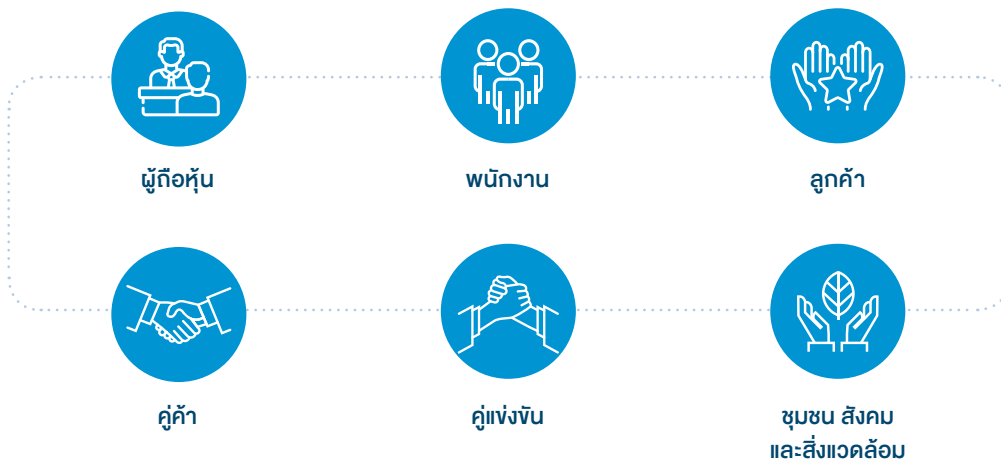 ผู้ถือหุ้น
พนักงาน
ลูกค้า
คู่ค้า
คู่แข่งขัน
ชุมชน สังคม
และสิ่งแวดล้อม